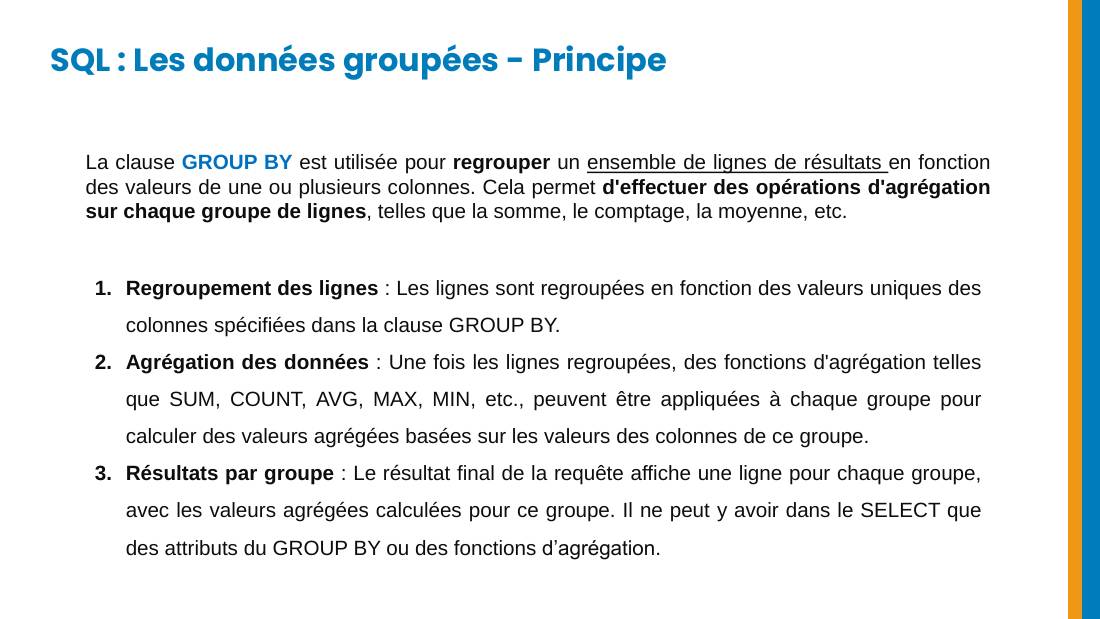 SQL : Les données groupées - Principe
La clause GROUP BY est utilisée pour regrouper un ensemble de lignes de résultats en fonction
des valeurs de une ou plusieurs colonnes. Cela permet d'effectuer des opérations d'agrégation
sur chaque groupe de lignes, telles que la somme, le comptage, la moyenne, etc.
1. Regroupement des lignes : Les lignes sont regroupées en fonction des valeurs uniques des
colonnes spécifiées dans la clause GROUP BY.
2. Agrégation des données : Une fois les lignes regroupées, des fonctions d'agrégation telles
que SUM, COUNT, AVG, MAX, MIN, etc., peuvent être appliquées à chaque groupe pour
calculer des valeurs agrégées basées sur les valeurs des colonnes de ce groupe.
3. Résultats par groupe : Le résultat final de la requête affiche une ligne pour chaque groupe,
avec les valeurs agrégées calculées pour ce groupe. Il ne peut y avoir dans le SELECT que
des attributs du GROUP BY ou des fonctions d’agrégation.